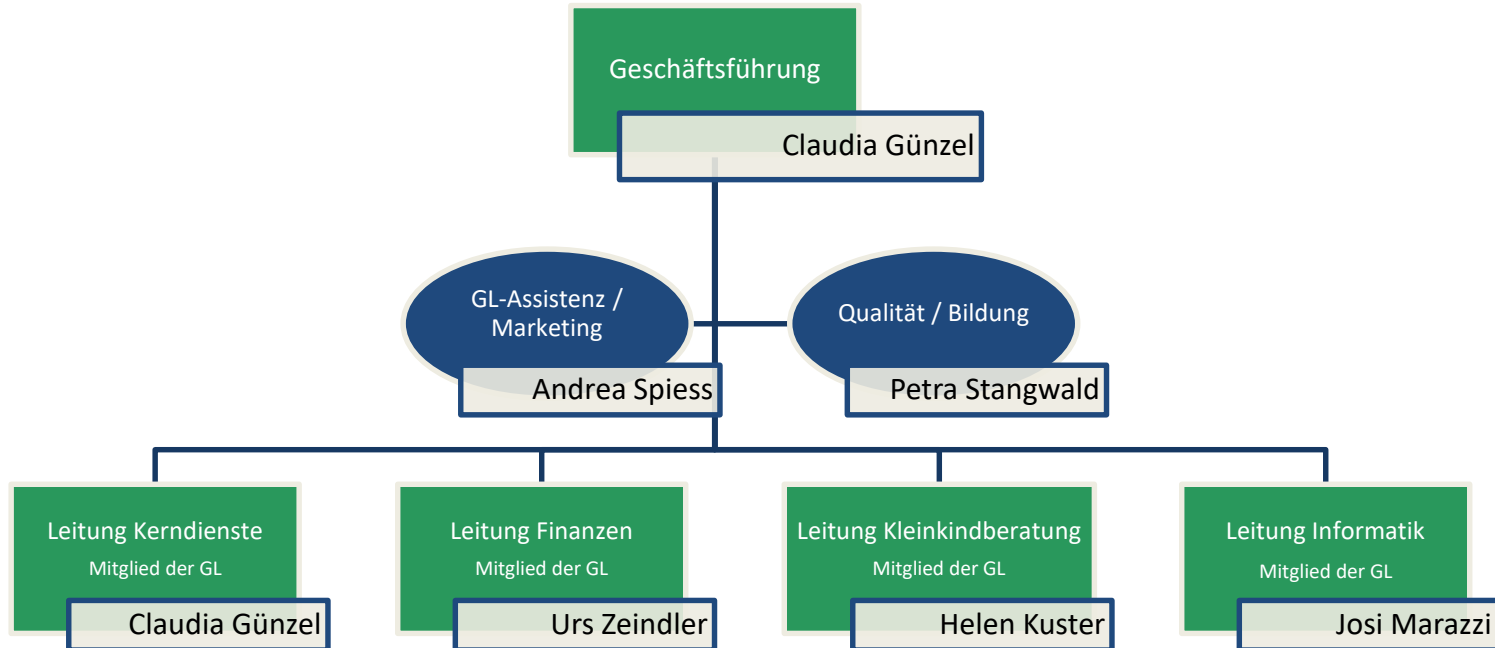 Geschäftsführung
Claudia Günzel
GL-Assistenz /
Marketing
Andrea Spiess
Qualität / Bildung
Petra Stangwald
Leitung Kerndienste
Mitglied der GL
Claudia Günzel
Leitung Finanzen
Mitglied der GL
Urs Zeindler
Leitung Kleinkindberatung
Mitglied der GL
Helen Kuster
Leitung Informatik
Mitglied der GL
Josi Marazzi